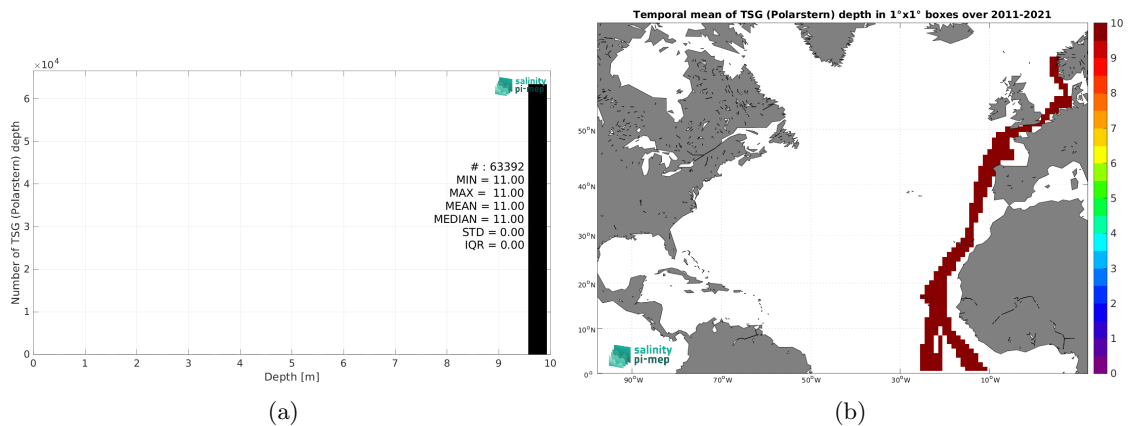 ×10⁴
Number of TSG (Polarstern) depth
6
5
4
3
2
1
0
salinity
pi-mep
# : 63392
MIN = 11.00
MAX = 11.00
MEAN = 11.00
MEDIAN = 11.00
STD = 0.00
IQR = 0.00
0 1 2 3 4 5 6 7 8 9 10
Depth [m]
(a)
Temporal mean of TSG (Polarstern) depth in 1°x1° boxes over 2011-2021
50°N
40°N
30°N
20°N
10°N
0°
salinity
pi-mep
90°W 70°W 50°W 30°W 10°W
10
9
8
7
6
5
4
3
2
1
0
(b)